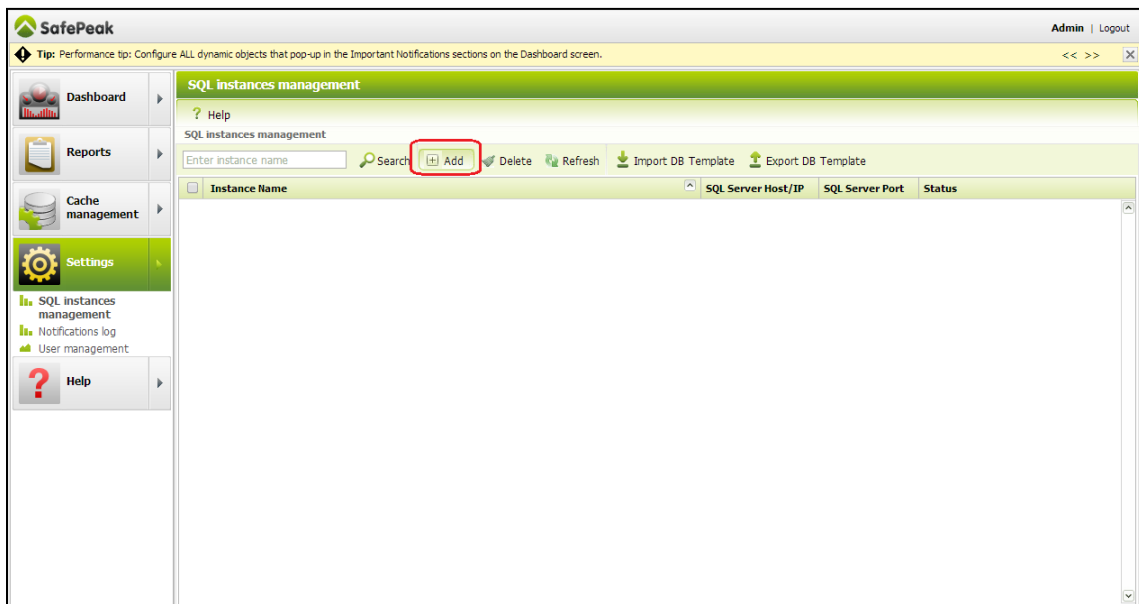 SafePeak
Admin | Logout
Tip: Performance tip: Configure ALL dynamic objects that pop-up in the Important Notifications sections on the Dashboard screen.
<< >>
Dashboard
Reports
Cache
management
Settings
SQL instances
management
Notifications log
User management
? Help
SQL instances management
? Help
SQL instances management
Enter instance name Search Add Delete Refresh Import DB Template Export DB Template
Instance Name SQL Server Host/IP SQL Server Port Status